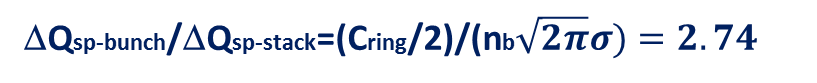 ΔQsp-bunch/ΔQsp-stack=(Cring/2)/(nb√2πσ) = 2.74